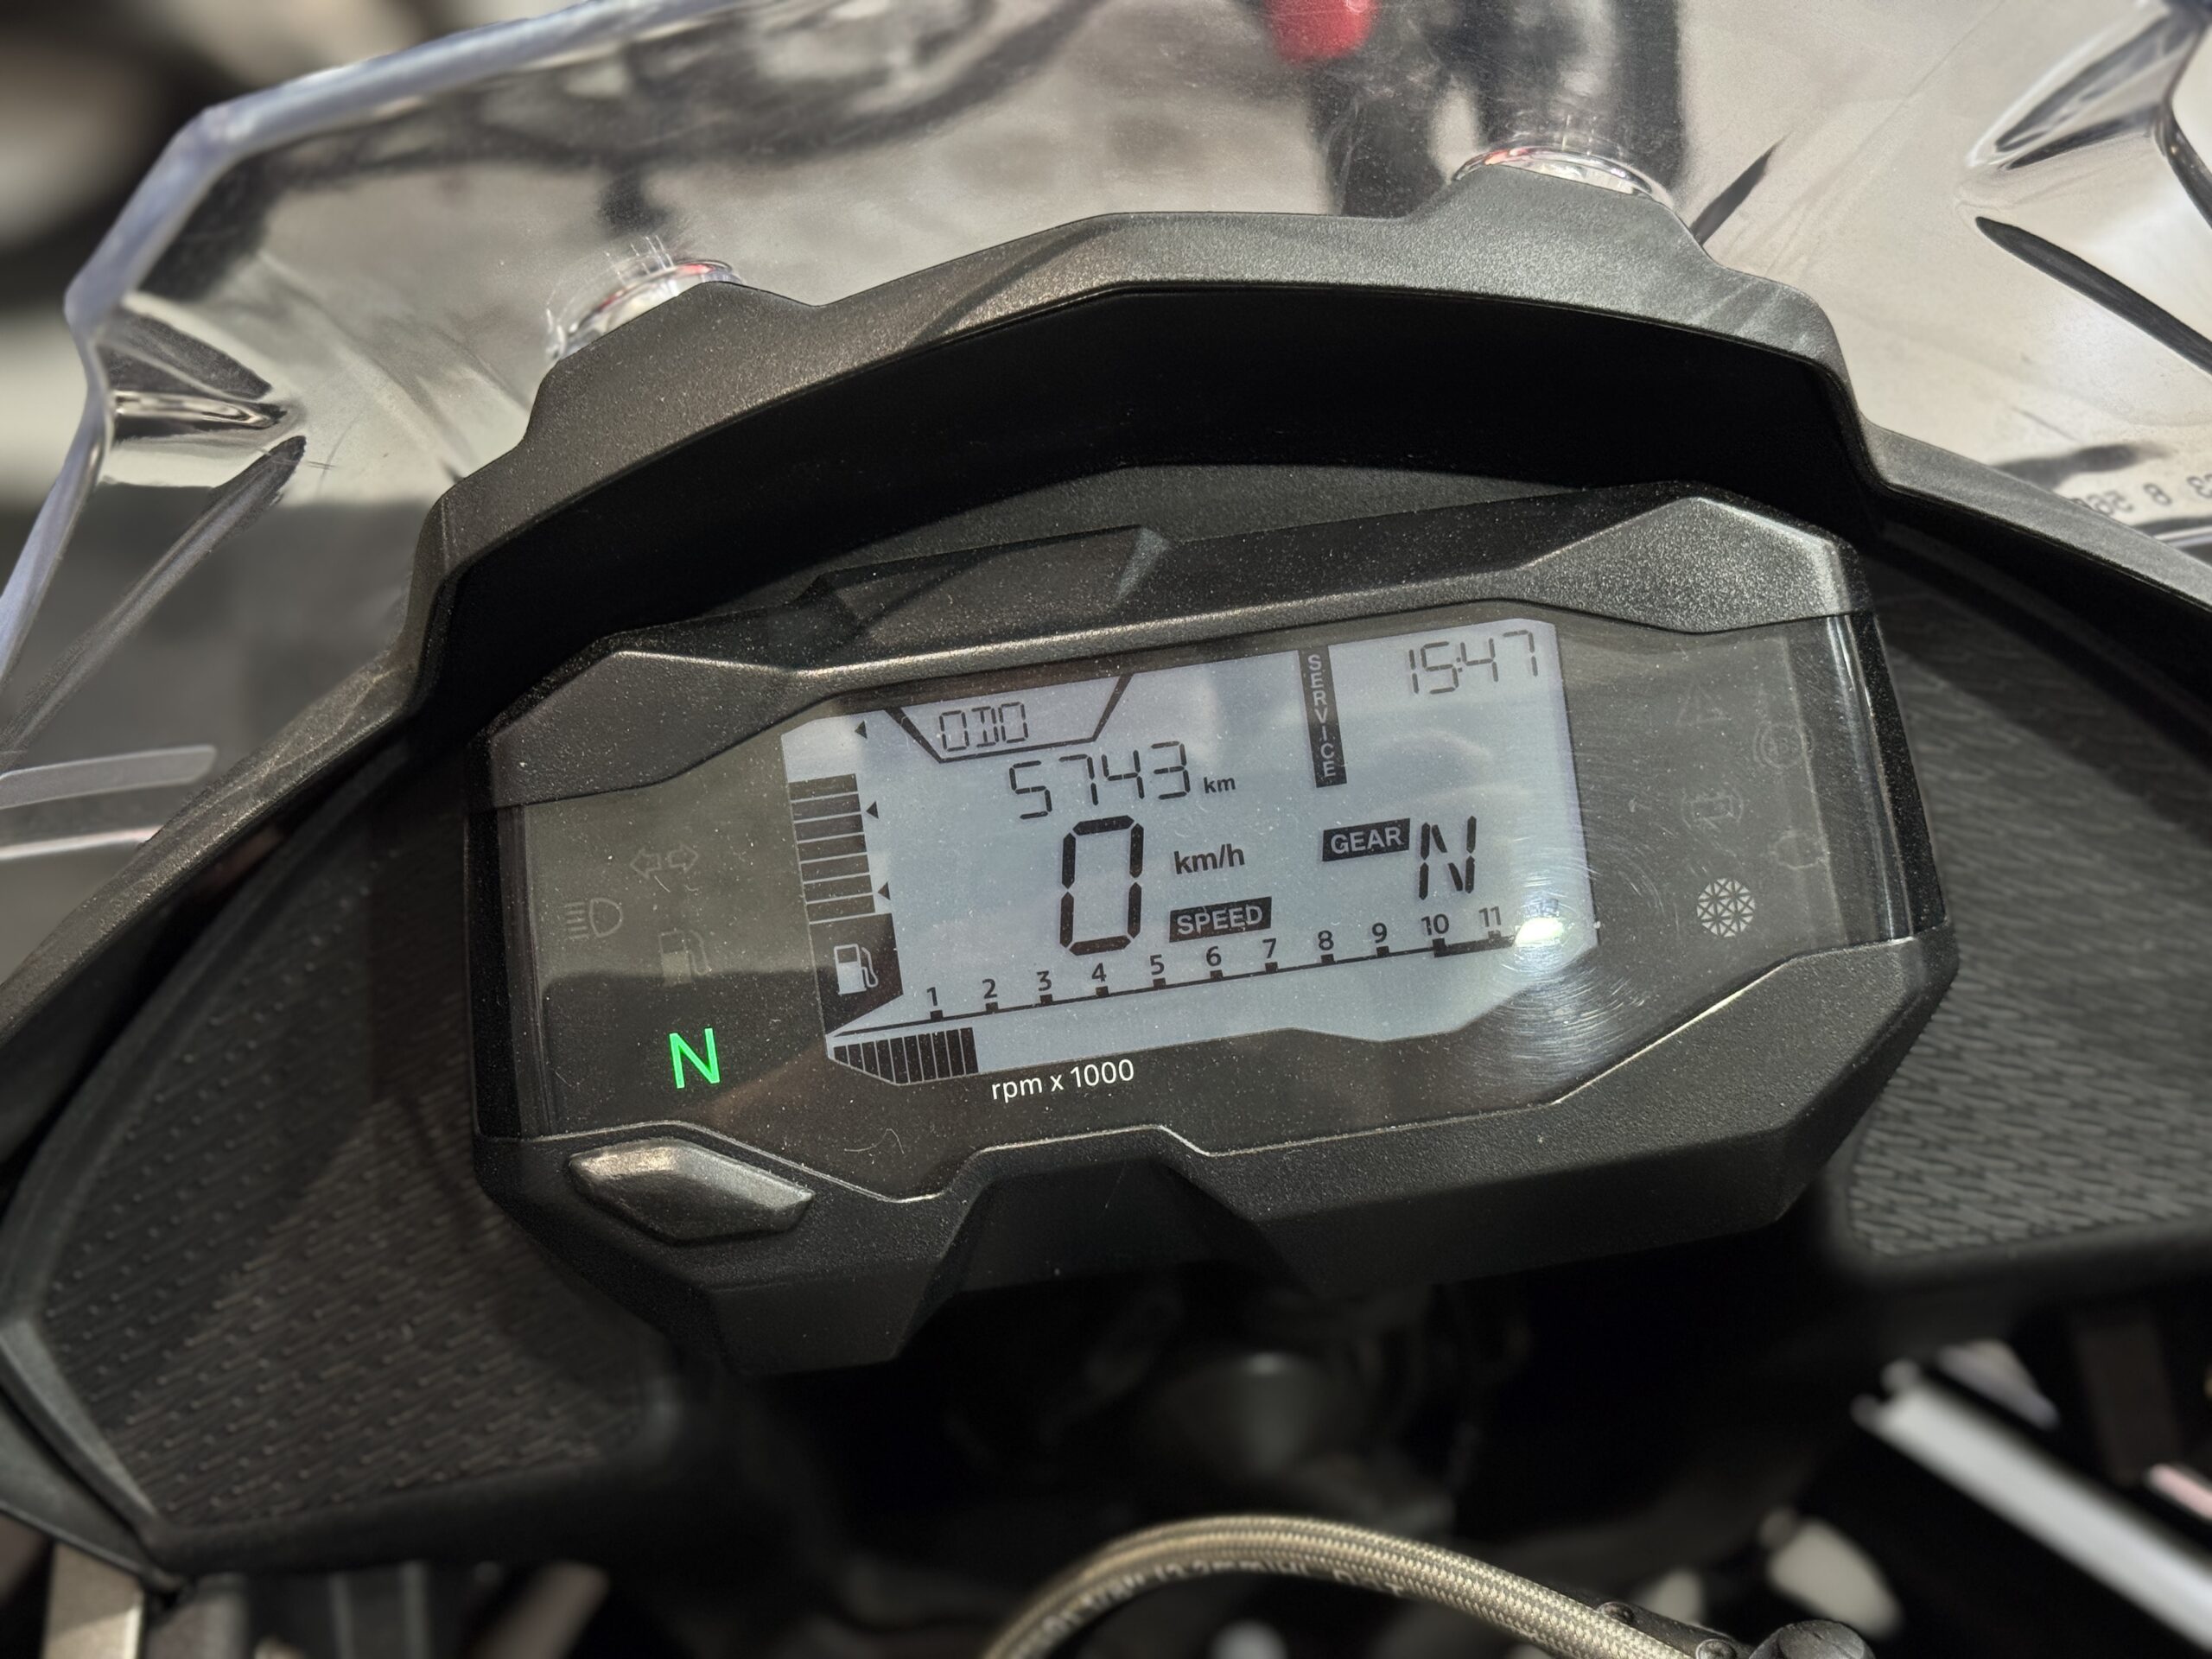 SERVICE
15:47
ODO
5743 km
0 km/h
GEAR N
SPEED
1 2 3 4 5 6 7 8 9 10 11
N
rpm x 1000